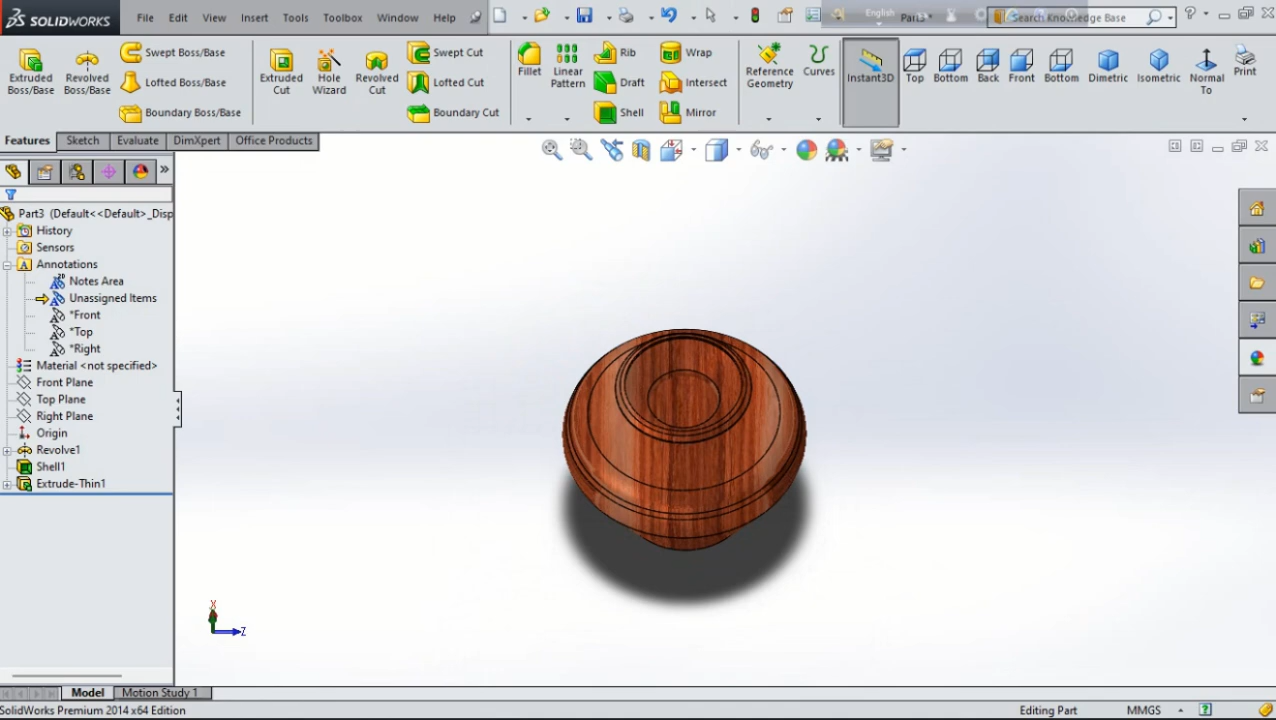 SOLIDWORKS File Edit View Insert Tools Toolbox Window Help English Search Knowledge Base ?
Extruded Boss/Base
Revolved Boss/Base
Swept Boss/Base
Lofted Boss/Base
Boundary Boss/Base
Extruded Cut
Hole Wizard
Revolved Cut
Swept Cut
Lofted Cut
Boundary Cut
Fillet
Linear Pattern
Rib
Draft
Shell
Wrap
Intersect
Mirror
Reference Geometry
Curves
Instant3D
Top
Bottom
Back
Front
Bottom
Dimetric
Isometric
Normal To
Print
Features Sketch Evaluate DimXpert Office Products
Part3 (Default<<Default>_Disp
History
Sensors
A Annotations
Notes Area
Unassigned Items
*Front
*Top
*Right
Material <not specified>
Front Plane
Top Plane
Right Plane
Origin
Revolve1
Shell1
Extrude-Thin1
X
Z
Model Motion Study 1
SolidWorks Premium 2014 x64 Edition Editing Part MMGS ?